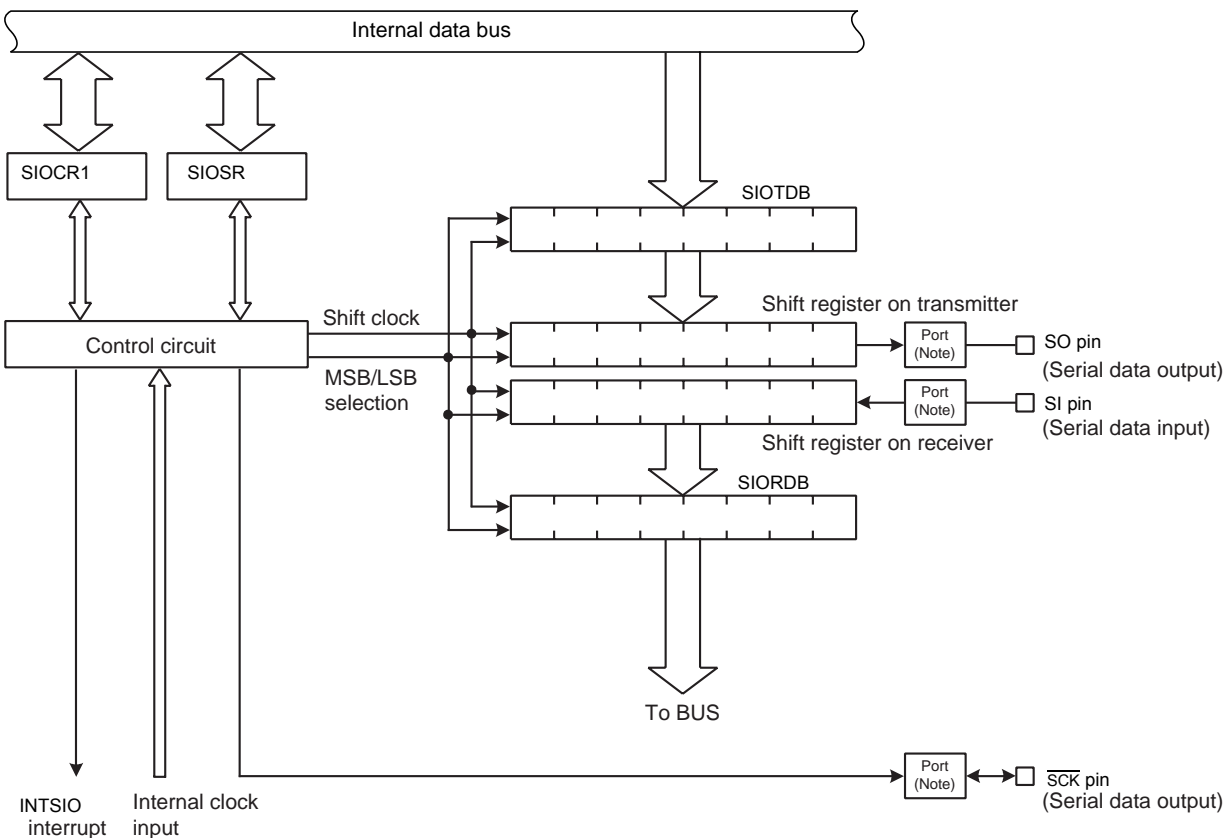 Internal data bus
SIOCR1
SIOSR
SIOTDB
Shift register on transmitter
Shift clock
Control circuit
MSB/LSB
selection
Port
(Note)
SO pin
(Serial data output)
Port
(Note)
SI pin
(Serial data input)
Shift register on receiver
SIORDB
To BUS
Port
(Note)
S̅C̅K̅ pin
(Serial data output)
INTSIO
interrupt
Internal clock
input